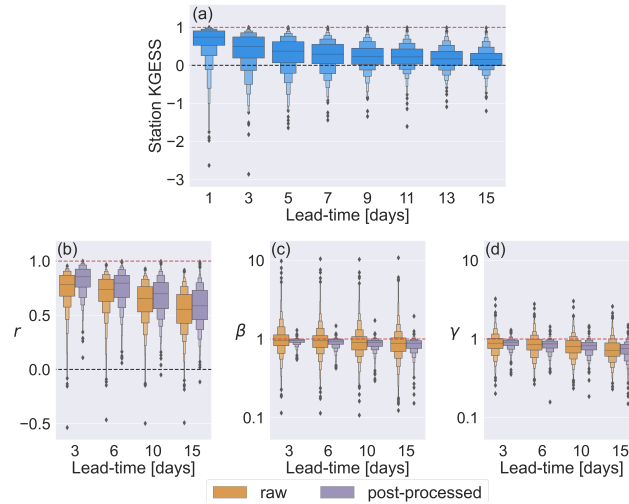 (a)
Station KGESS
1
0
−1
−2
−3
1 3 5 7 9 11 13 15
Lead-time [days]
(b) (c) (d)
r
1.0
0.5
0.0
−0.5
3 6 10 15
Lead-time [days]
β
10
1
0.1
3 6 10 15
Lead-time [days]
γ
10
1
0.1
3 6 10 15
Lead-time [days]
raw post-processed